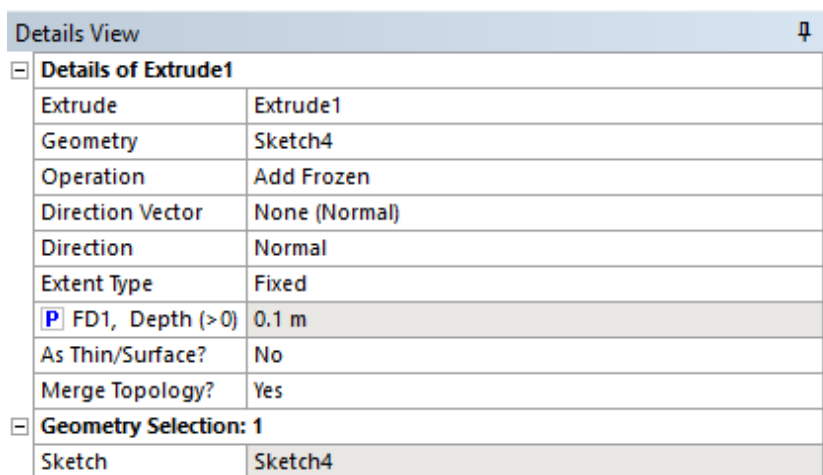 Details View
Details of Extrude1
Extrude Extrude1
Geometry Sketch4
Operation Add Frozen
Direction Vector None (Normal)
Direction Normal
Extent Type Fixed
P FD1, Depth (>0) 0.1 m
As Thin/Surface? No
Merge Topology? Yes
Geometry Selection: 1
Sketch Sketch4